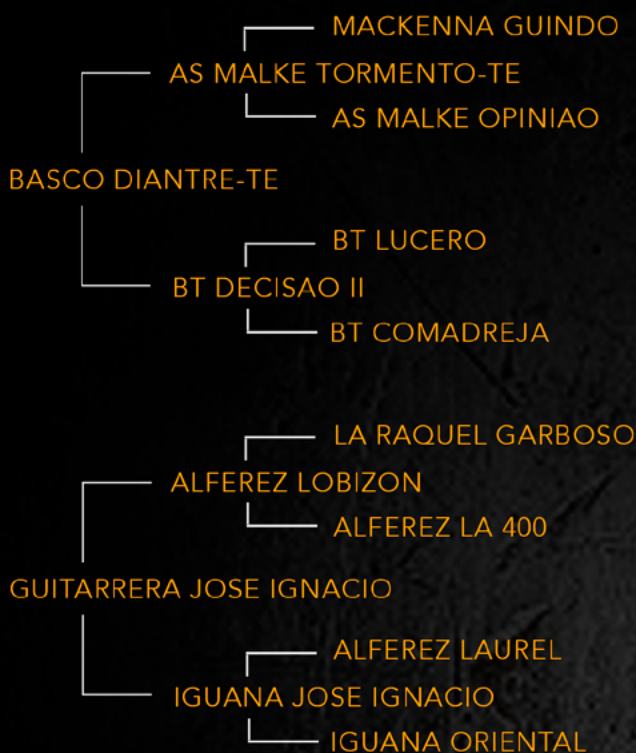 MACKENNA GUINDO
AS MALKE TORMENTO-TE
AS MALKE OPINIAO
BASCO DIANTRE-TE
BT LUCERO
BT DECISAO II
BT COMADREJA
LA RAQUEL GARBOSO
ALFEREZ LOBIZON
ALFEREZ LA 400
GUITARRERA JOSE IGNACIO
ALFEREZ LAUREL
IGUANA JOSE IGNACIO
IGUANA ORIENTAL